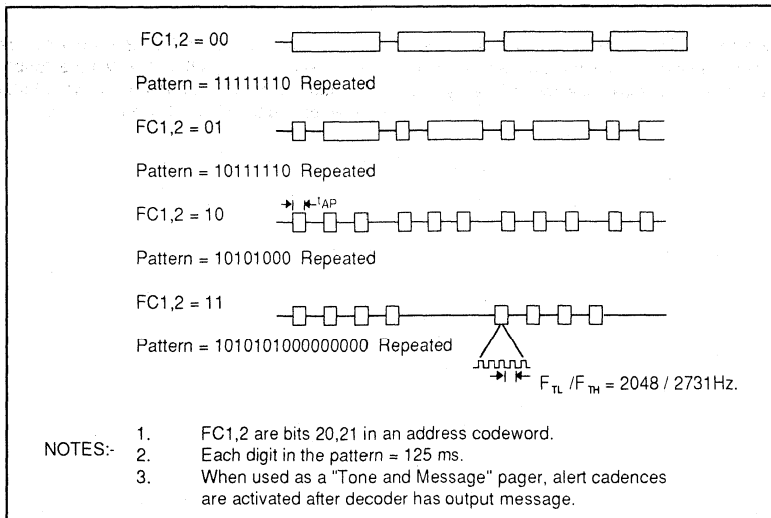 FC1,2 = 00
Pattern = 11111110 Repeated
FC1,2 = 01
Pattern = 10111110 Repeated
tAP
FC1,2 = 10
Pattern = 10101000 Repeated
FC1,2 = 11
Pattern = 1010101000000000 Repeated
FTL /FTH = 2048 / 2731Hz.
NOTES:- 1. FC1,2 are bits 20,21 in an address codeword.
2. Each digit in the pattern = 125 ms.
3. When used as a "Tone and Message" pager, alert cadences
are activated after decoder has output message.